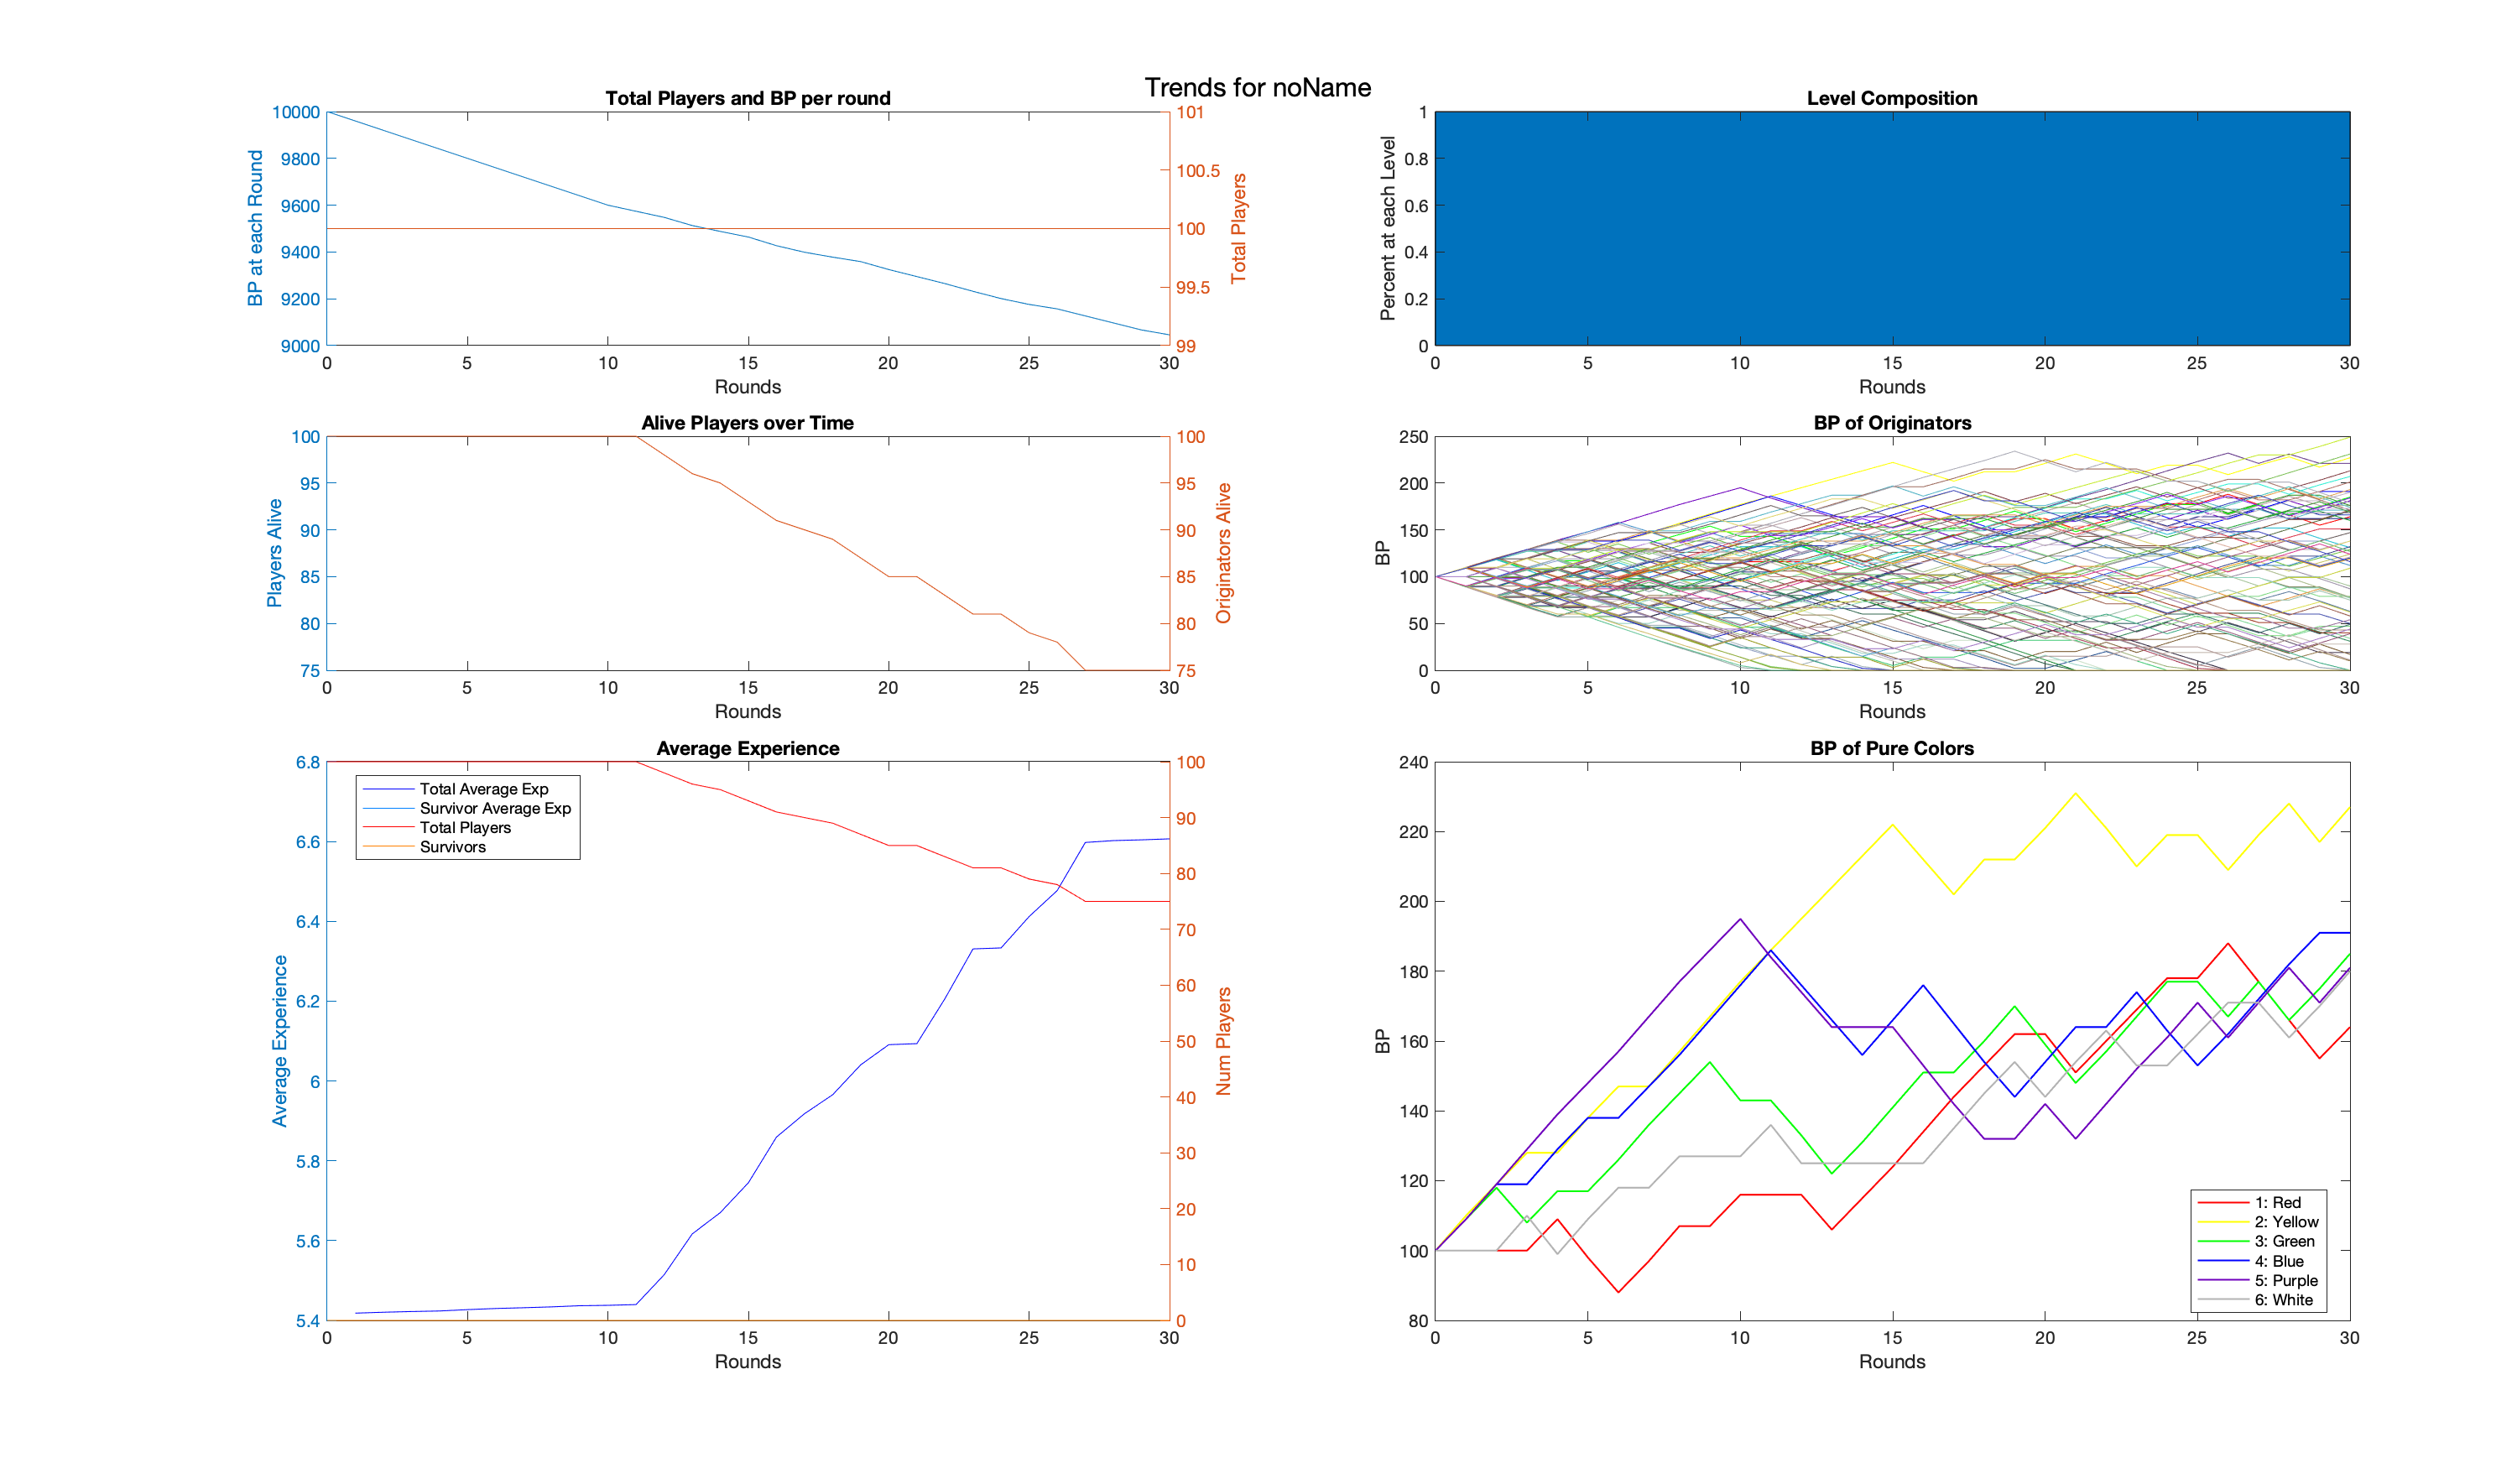 Trends for noName
Total Players and BP per round
BP at each Round
10000
9800
9600
9400
9200
9000
101
100.5
100
99.5
99
Total Players
0 5 10 15 20 25 30
Rounds
Level Composition
Percent at each Level
1
0.8
0.6
0.4
0.2
0
0 5 10 15 20 25 30
Rounds
Alive Players over Time
Players Alive
100
95
90
85
80
75
100
95
90
85
80
75
Originators Alive
0 5 10 15 20 25 30
Rounds
BP of Originators
BP
250
200
150
100
50
0
0 5 10 15 20 25 30
Rounds
Average Experience
Average Experience
6.8
6.6
6.4
6.2
6
5.8
5.6
5.4
Total Average Exp
Survivor Average Exp
Total Players
Survivors
100
90
80
70
60
50
40
30
20
10
0
Num Players
0 5 10 15 20 25 30
Rounds
BP of Pure Colors
BP
240
220
200
180
160
140
120
100
80
1: Red
2: Yellow
3: Green
4: Blue
5: Purple
6: White
0 5 10 15 20 25 30
Rounds